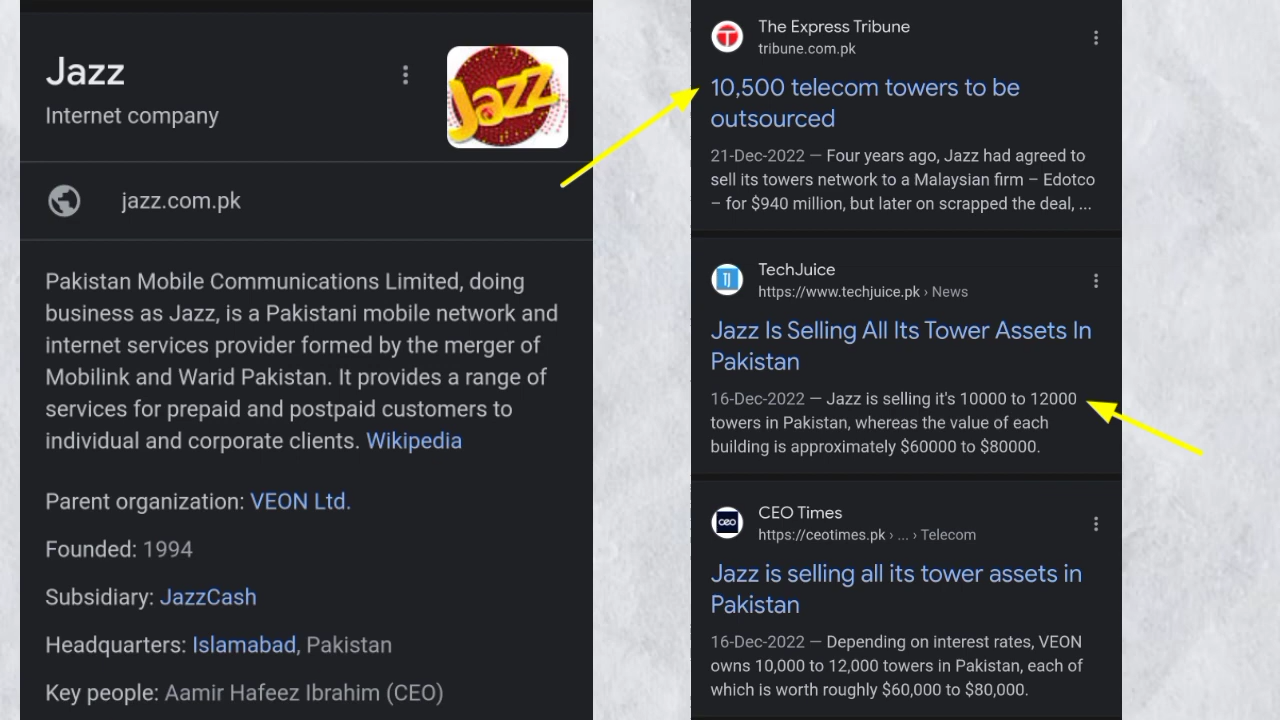 Jazz
Internet company
Jazz
jazz.com.pk
Pakistan Mobile Communications Limited, doing
business as Jazz, is a Pakistani mobile network and
internet services provider formed by the merger of
Mobilink and Warid Pakistan. It provides a range of
services for prepaid and postpaid customers to
individual and corporate clients. Wikipedia
Parent organization: VEON Ltd.
Founded: 1994
Subsidiary: JazzCash
Headquarters: Islamabad, Pakistan
Key people: Aamir Hafeez Ibrahim (CEO)
T
The Express Tribune
tribune.com.pk
10,500 telecom towers to be
outsourced
21-Dec-2022 — Four years ago, Jazz had agreed to
sell its towers network to a Malaysian firm – Edotco
– for $940 million, but later on scrapped the deal, ...
TJ
TechJuice
https://www.techjuice.pk › News
Jazz Is Selling All Its Tower Assets In
Pakistan
16-Dec-2022 — Jazz is selling it's 10000 to 12000
towers in Pakistan, whereas the value of each
building is approximately $60000 to $80000.
ceo
CEO Times
https://ceotimes.pk › ... › Telecom
Jazz is selling all its tower assets in
Pakistan
16-Dec-2022 — Depending on interest rates, VEON
owns 10,000 to 12,000 towers in Pakistan, each of
which is worth roughly $60,000 to $80,000.